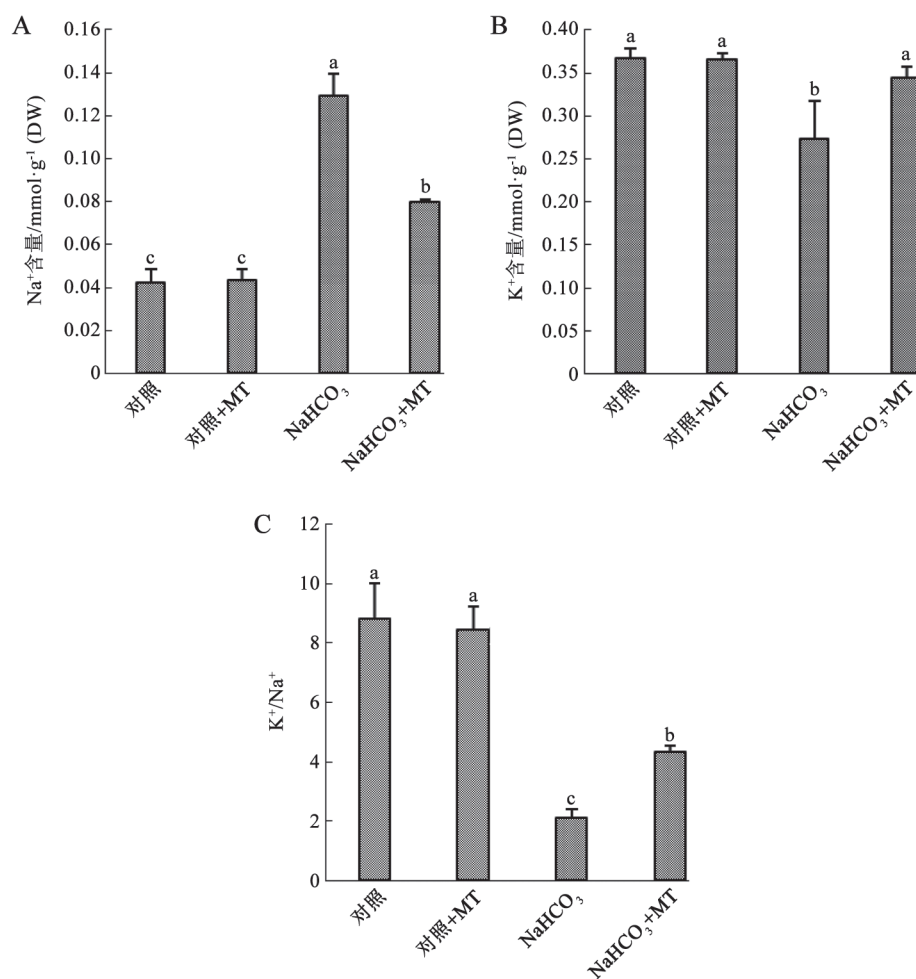 A
Na⁺含量/mmol·g⁻¹ (DW)
0.16
0.14
0.12
0.10
0.08
0.06
0.04
0.02
0
c
c
a
b
对照
对照+MT
NaHCO₃
NaHCO₃+MT
B
K⁺含量/mmol·g⁻¹ (DW)
0.40
0.35
0.30
0.25
0.20
0.15
0.10
0.05
0.00
a
a
b
a
对照
对照+MT
NaHCO₃
NaHCO₃+MT
C
K⁺/Na⁺
12
10
8
6
4
2
0
a
a
c
b
对照
对照+MT
NaHCO₃
NaHCO₃+MT